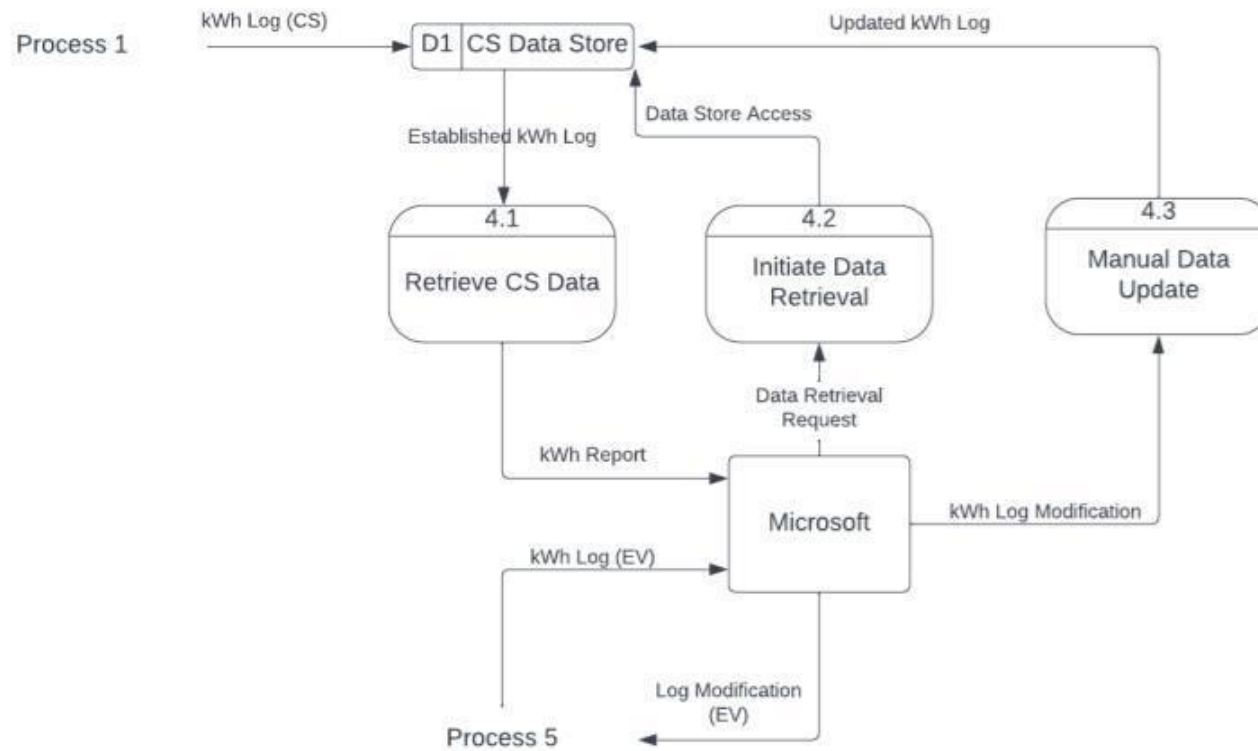 kWh Log (CS)
Updated kWh Log
Process 1
D1 CS Data Store
Data Store Access
Established kWh Log
4.1
4.2
4.3
Retrieve CS Data
Initiate Data
Retrieval
Manual Data
Update
Data Retrieval
Request
kWh Report
Microsoft
kWh Log Modification
kWh Log (EV)
Log Modification
(EV)
Process 5